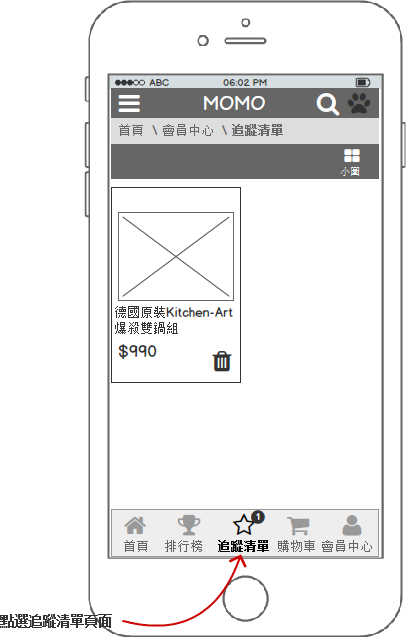 ABC 06:02 PM
MOMO
首頁 \ 會員中心 \ 追蹤清單
小圖
德國原裝Kitchen-Art
爆殺雙鍋組
$990
1
首頁 排行榜 追蹤清單 購物車 會員中心
點選追蹤清單頁面